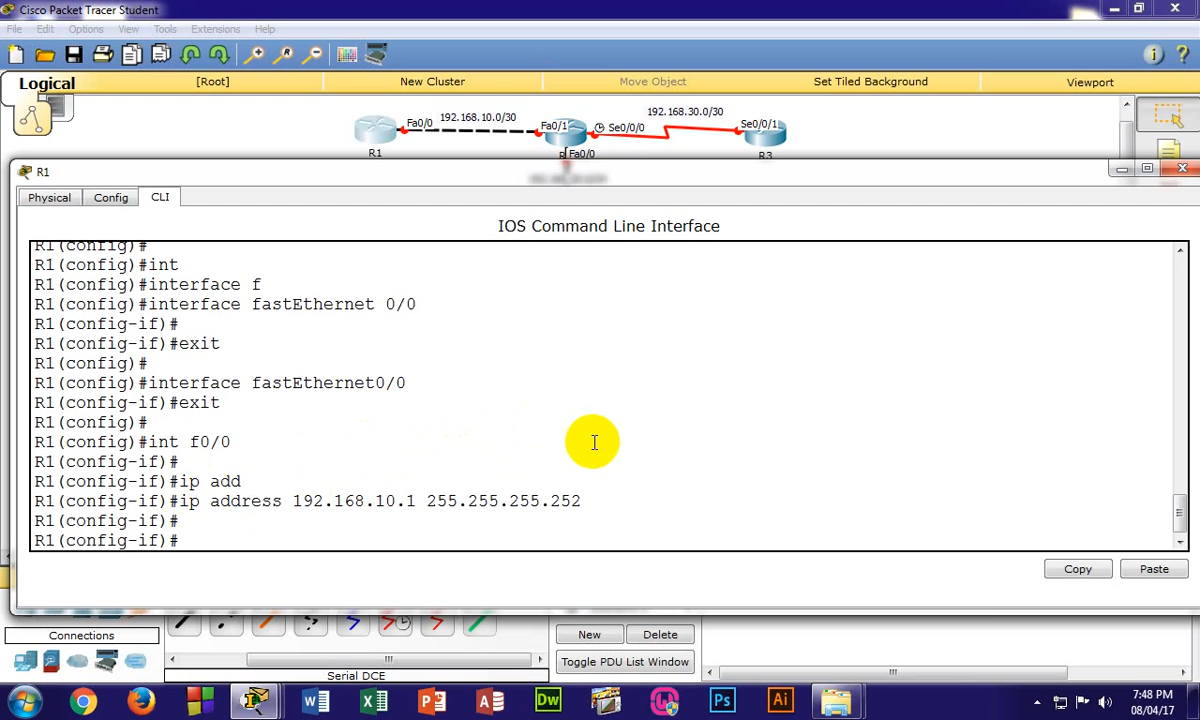 Cisco Packet Tracer Student
File Edit Options View Tools Extensions Help
Logical [Root] New Cluster Move Object Set Tiled Background Viewport
192.168.30.0/30
Fa0/0 192.168.10.0/30 Fa0/1 Se0/0/0 Se0/0/1
R1 Fa0/0 R3
R1
Physical Config CLI
IOS Command Line Interface
R1(config)#
R1(config)#int
R1(config)#interface f
R1(config)#interface fastEthernet 0/0
R1(config-if)#
R1(config-if)#exit
R1(config)#
R1(config)#interface fastEthernet0/0
R1(config-if)#exit
R1(config)#
R1(config)#int f0/0
R1(config-if)#
R1(config-if)#ip add
R1(config-if)#ip address 192.168.10.1 255.255.255.252
R1(config-if)#
R1(config-if)#
Copy Paste
Connections New Delete
Toggle PDU List Window
Serial DCE
W X P A Dw Ps Ai
7:48 PM
08/04/17